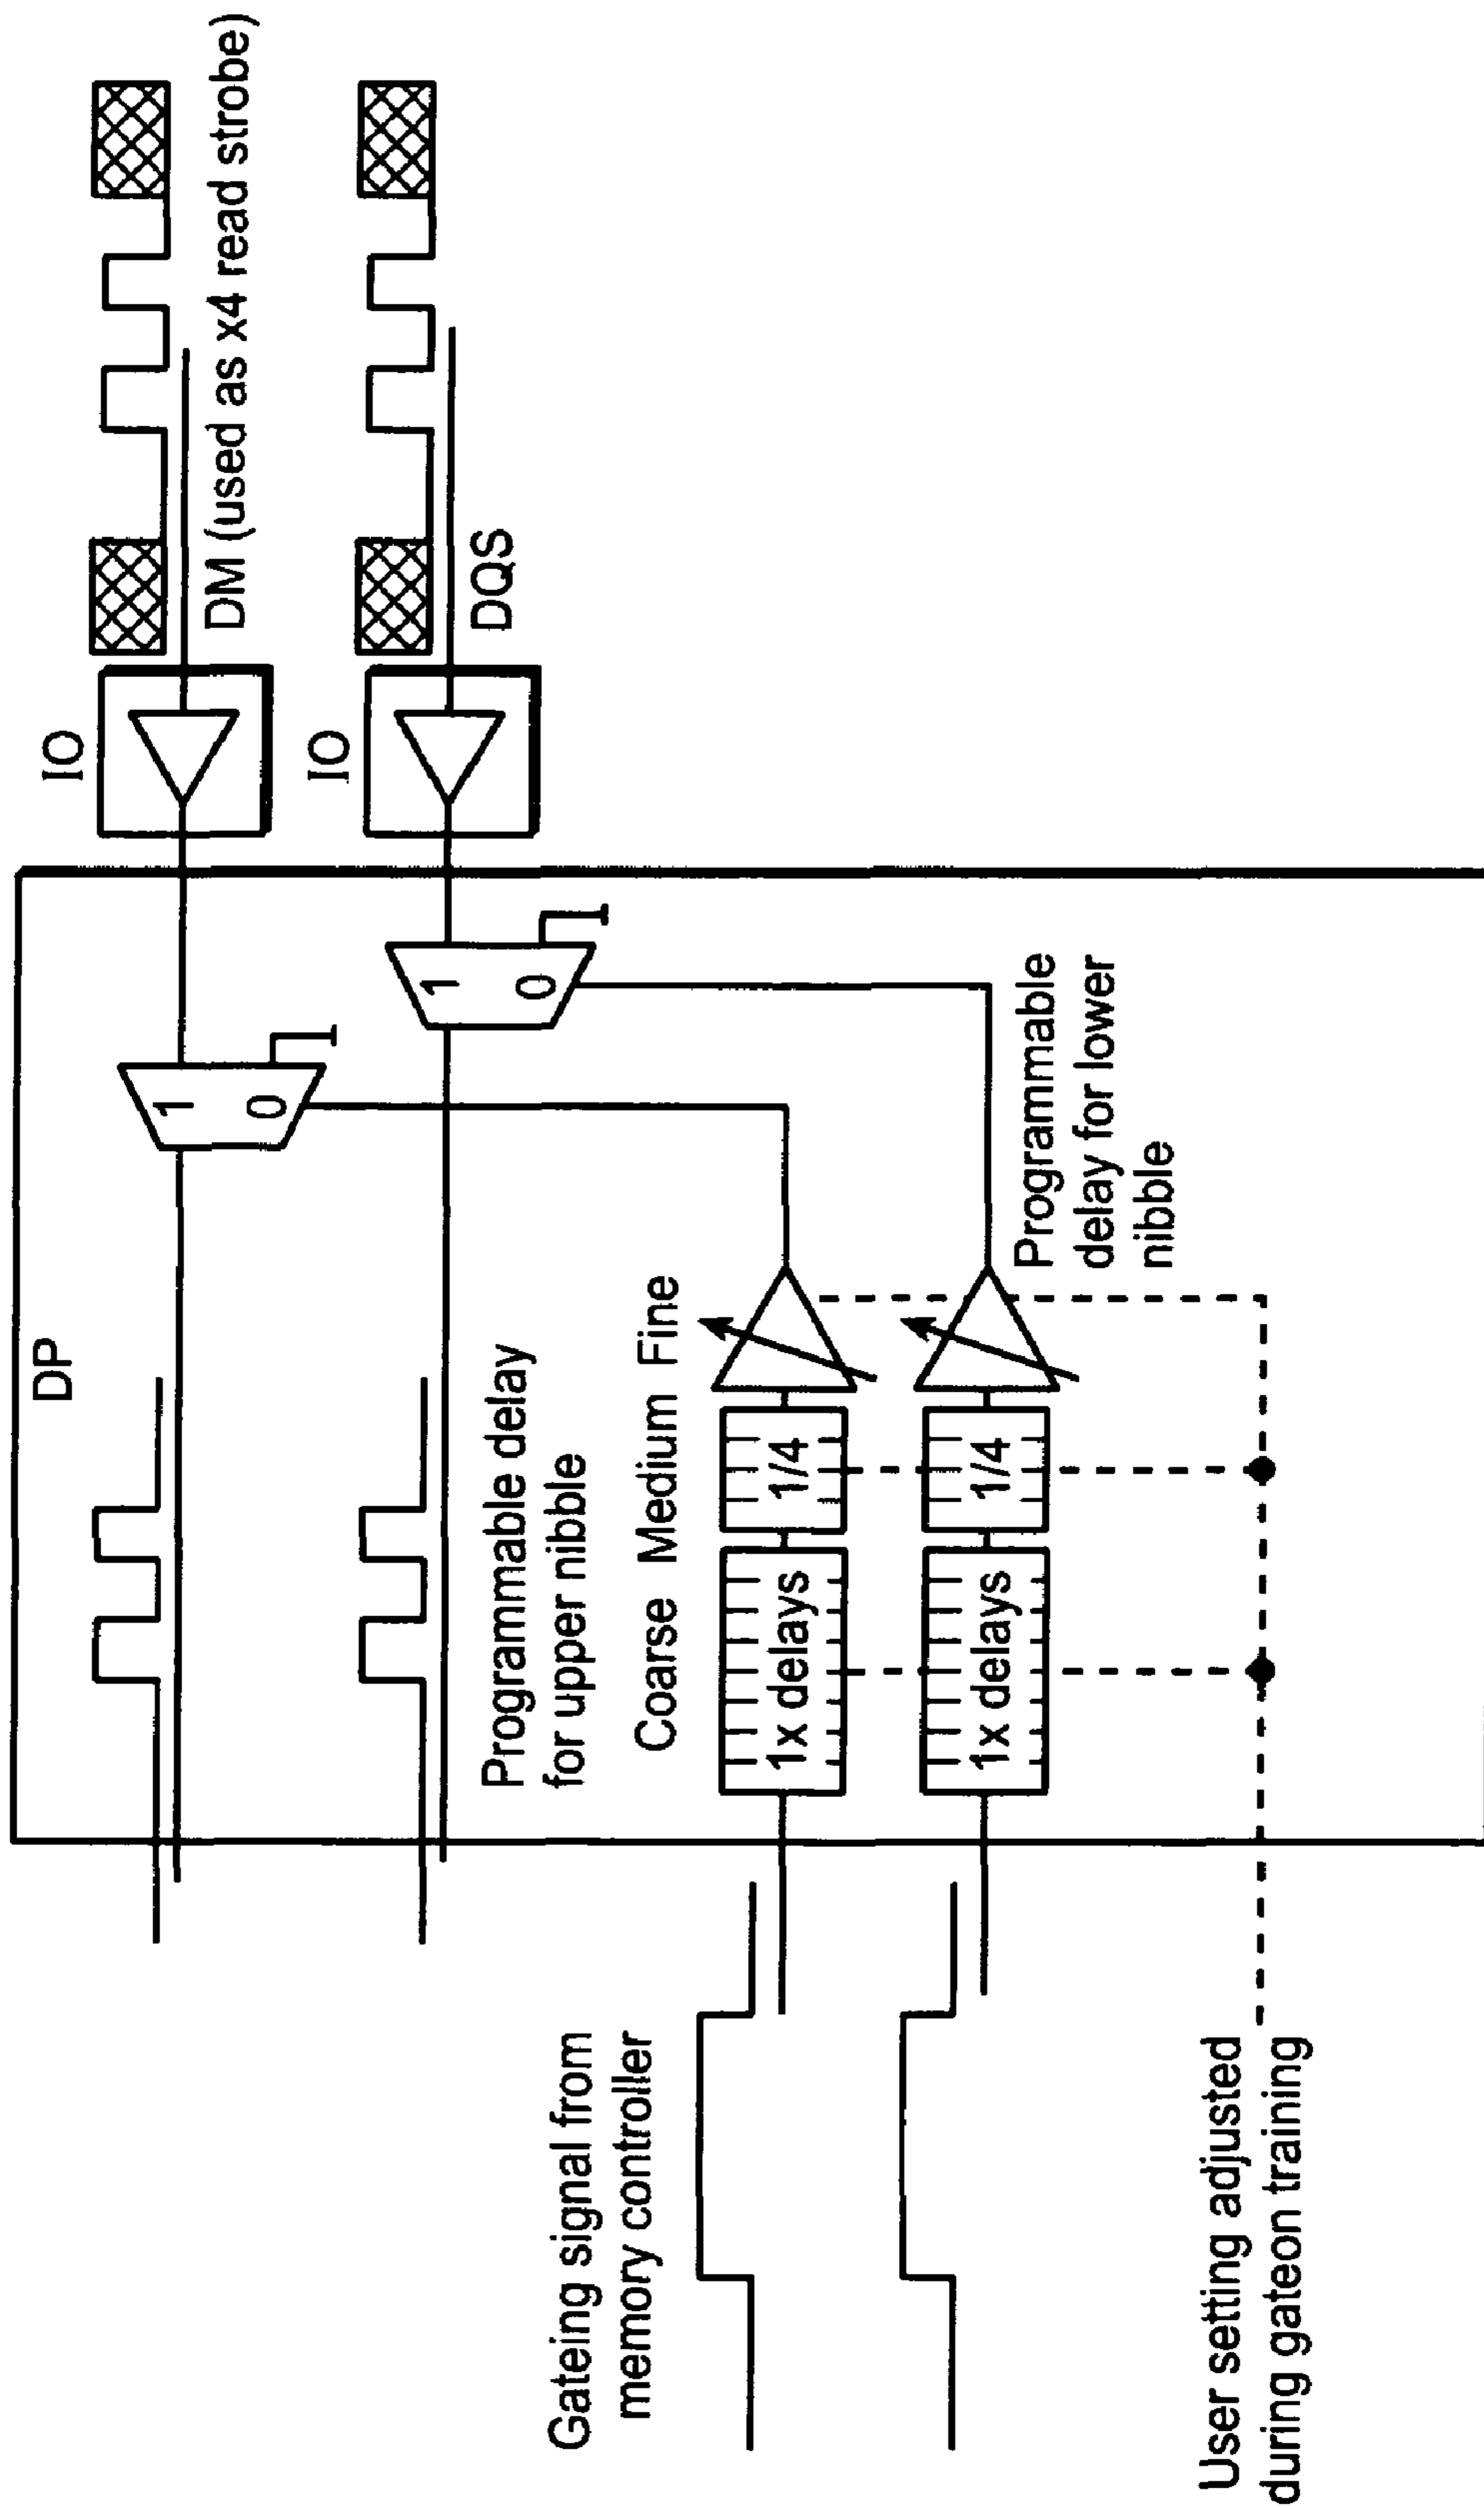 IO
DM (used as x4 read strobe)
IO
DQS
DP
1
0
1
0
Programmable delay
for upper nibble
Coarse Medium Fine
1x delays
1/4
1x delays
1/4
Programmable
delay for lower
nibble
Gateing signal from
memory controller
User setting adjusted
during gateon training